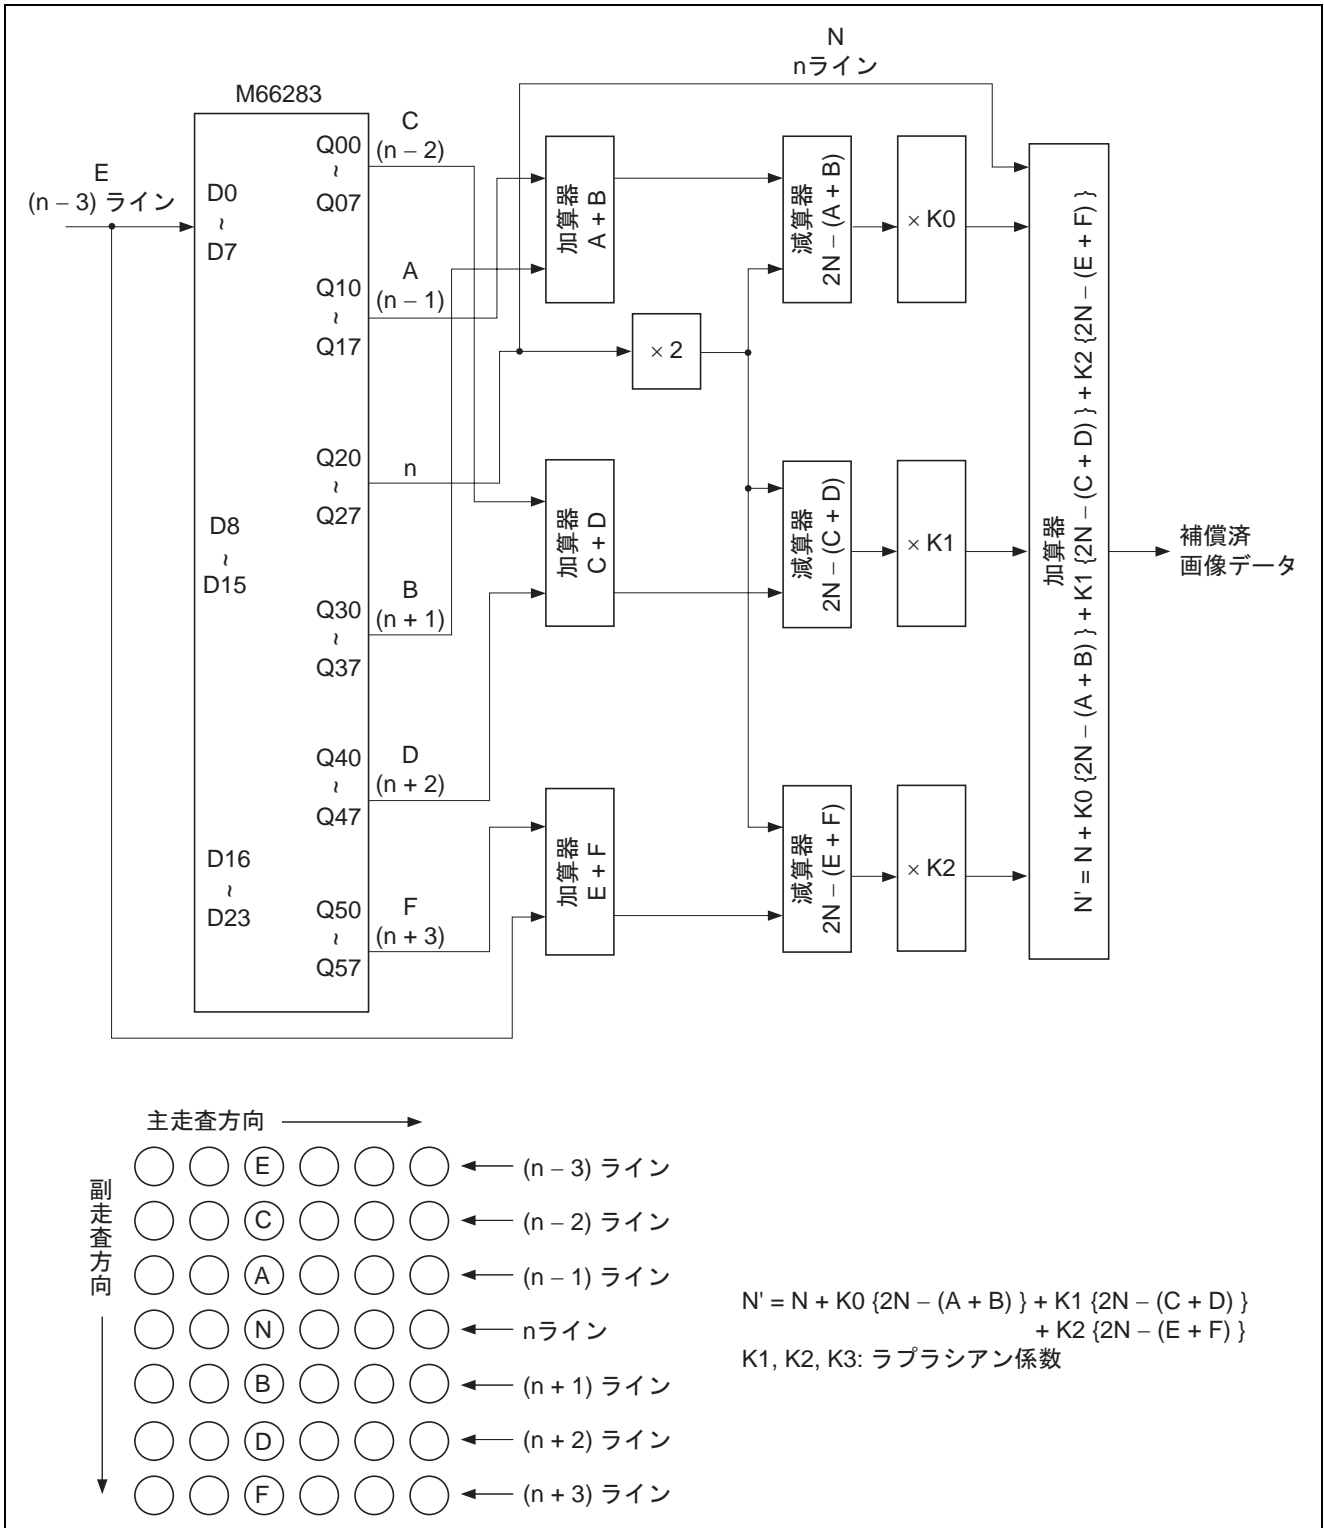 N
nライン
M66283
E
(n – 3) ライン
D0
~
D7
D8
~
D15
D16
~
D23
Q00
~
Q07
Q10
~
Q17
Q20
~
Q27
Q30
~
Q37
Q40
~
Q47
Q50
~
Q57
C
(n – 2)
A
(n – 1)
n
B
(n + 1)
D
(n + 2)
F
(n + 3)
加算器
A + B
× 2
加算器
C + D
加算器
E + F
減算器
2N – (A + B)
× K0
減算器
2N – (C + D)
× K1
減算器
2N – (E + F)
× K2
加算器
N' = N + K0 {2N – (A + B) } + K1 {2N – (C + D) } + K2 {2N – (E + F) }
補償済
画像データ
主走査方向
副走査方向
E
(n – 3) ライン
C
(n – 2) ライン
A
(n – 1) ライン
N
nライン
B
(n + 1) ライン
D
(n + 2) ライン
F
(n + 3) ライン
N' = N + K0 {2N – (A + B) } + K1 {2N – (C + D) }
+ K2 {2N – (E + F) }
K1, K2, K3: ラプラシアン係数